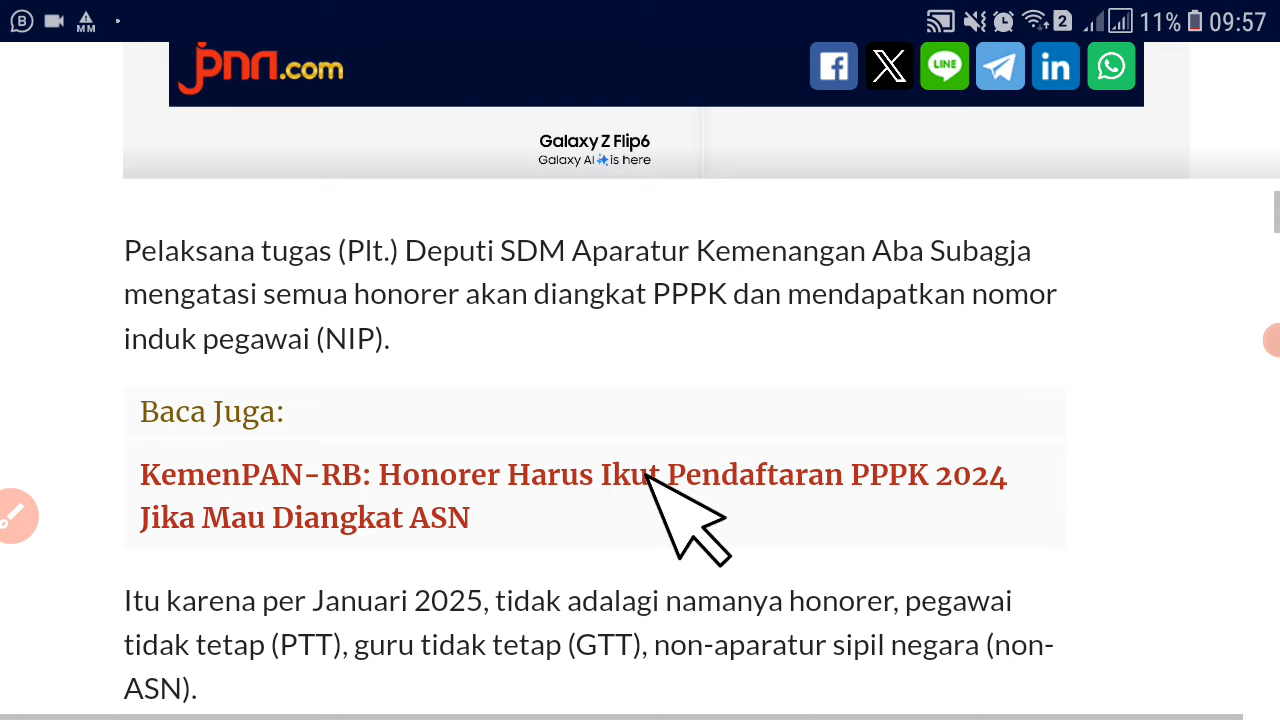 B MM 2 11% 09:57
jpnn.com
LINE
Galaxy Z Flip6
Galaxy AI is here
Pelaksana tugas (Plt.) Deputi SDM Aparatur Kemenangan Aba Subagja
mengatasi semua honorer akan diangkat PPPK dan mendapatkan nomor
induk pegawai (NIP).
Baca Juga:
KemenPAN-RB: Honorer Harus Ikut Pendaftaran PPPK 2024
Jika Mau Diangkat ASN
Itu karena per Januari 2025, tidak adalagi namanya honorer, pegawai
tidak tetap (PTT), guru tidak tetap (GTT), non-aparatur sipil negara (non-
ASN).